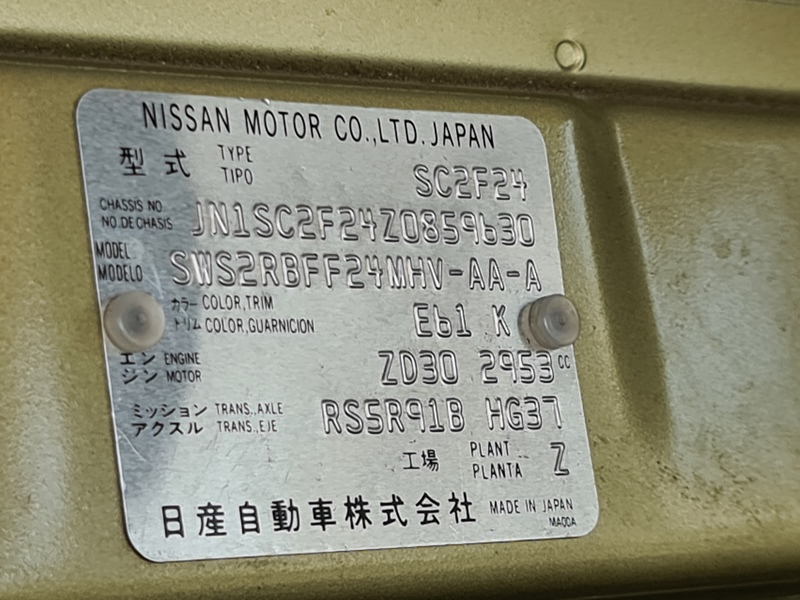 NISSAN MOTOR CO.,LTD.JAPAN
型式 TYPE
TIPO SC2F24
CHASSIS NO.
NO.DE CHASIS JN1SC2F24Z0859630
MODEL
MODELO SWS2RBFF24MHV-AA-A
カラー COLOR,TRIM
トリム COLOR,GUARNICION E61 K
エン ENGINE
ジン MOTOR ZD30 2953cc
ミッション TRANS.,AXLE
アクスル TRANS.,EJE RS5R91B HG37
工場 PLANT
PLANTA Z
日産自動車株式会社 MADE IN JAPAN